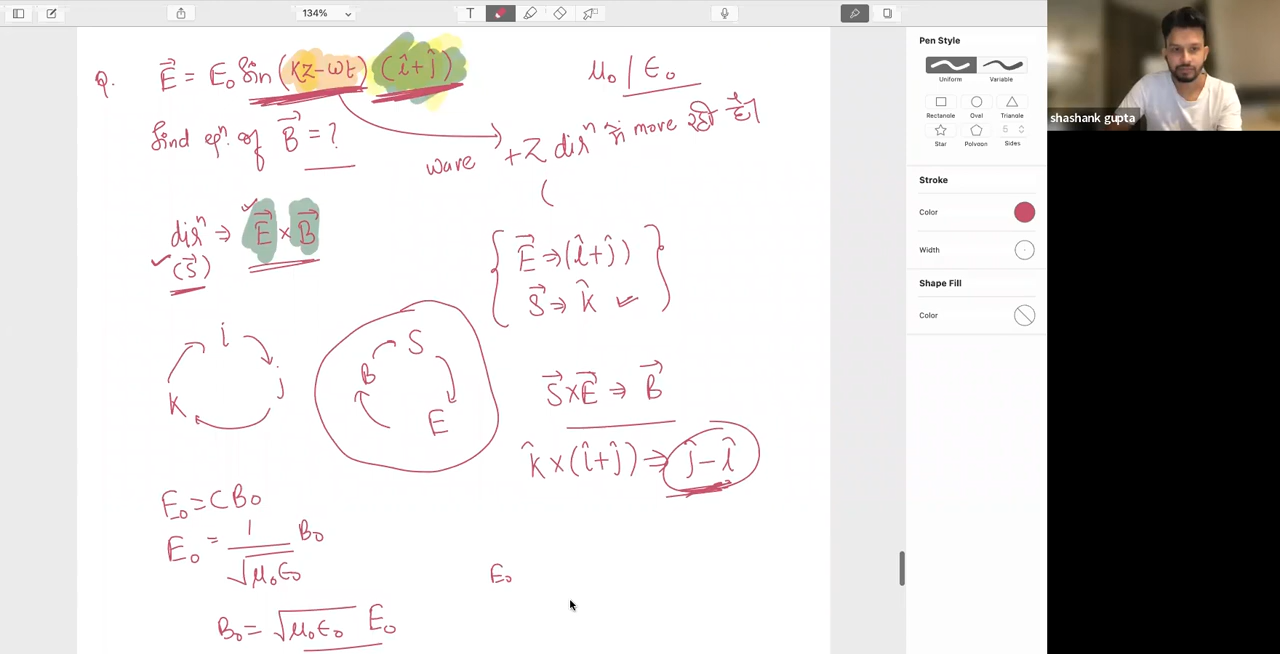 134%
T
Q. E⃗ = E₀ Sin (kz-ωt) (î+ĵ)
μ₀ / ε₀
find eqⁿ. of B⃗ = ?
wave +Z dirⁿ में move रही है।
(
dirⁿ ⇒ E⃗ × B⃗
(S⃗)
E⃗ ⇒ (î+ĵ)
S⃗ ⇒ k̂ ✓
i
j
K
S
B
E
S⃗×E⃗ ⇒ B⃗
k̂×(î+ĵ) ⇒ ĵ-î
E₀ = CB₀
E₀ = 1/√μ₀ε₀ B₀
E₀
B₀ = √μ₀ε₀ E₀
Pen Style
Uniform
Variable
Rectangle
Oval
Triangle
Star
Polygon
5
Sides
Stroke
Color
Width
Shape Fill
Color
shashank gupta